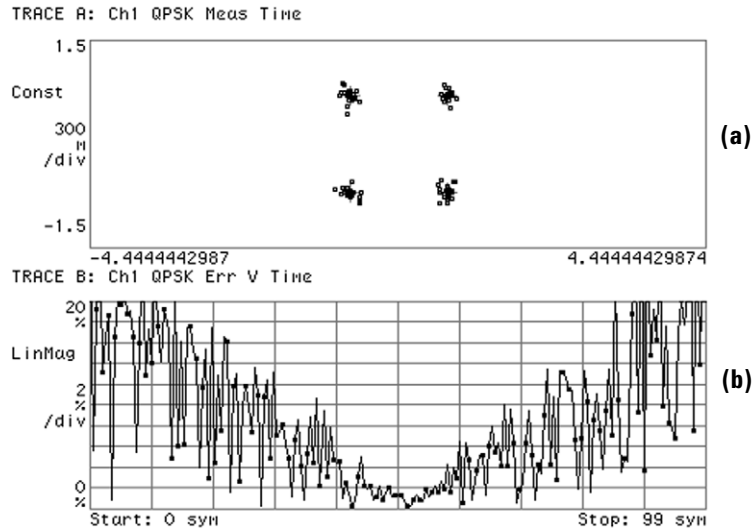 TRACE A: Ch1 QPSK Meas Time
1.5
Const
300
M
/div
-1.5
-4.4444442987
4.44444429874
(a)
TRACE B: Ch1 QPSK Err V Time
20
%
LinMag
2
%
/div
0
%
Start: 0 sym
Stop: 99 sym
(b)